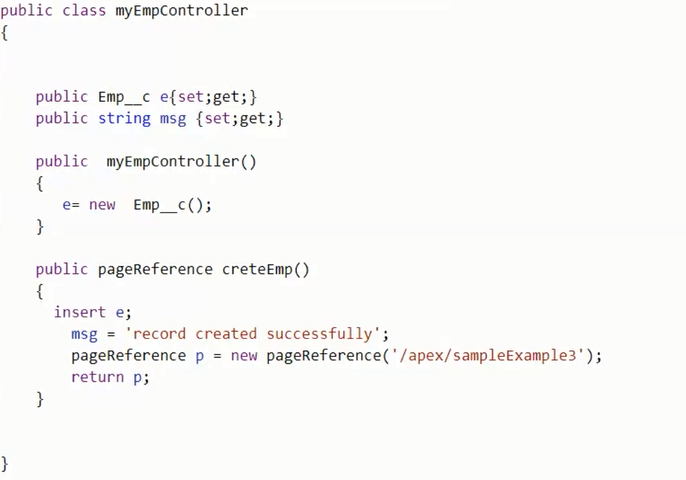 public class myEmpController
{
public Emp__c e{set;get;}
public string msg {set;get;}
public  myEmpController()
{
e= new  Emp__c();
}
public pageReference creteEmp()
{
insert e;
msg = 'record created successfully';
pageReference p = new pageReference('/apex/sampleExample3');
return p;
}
}